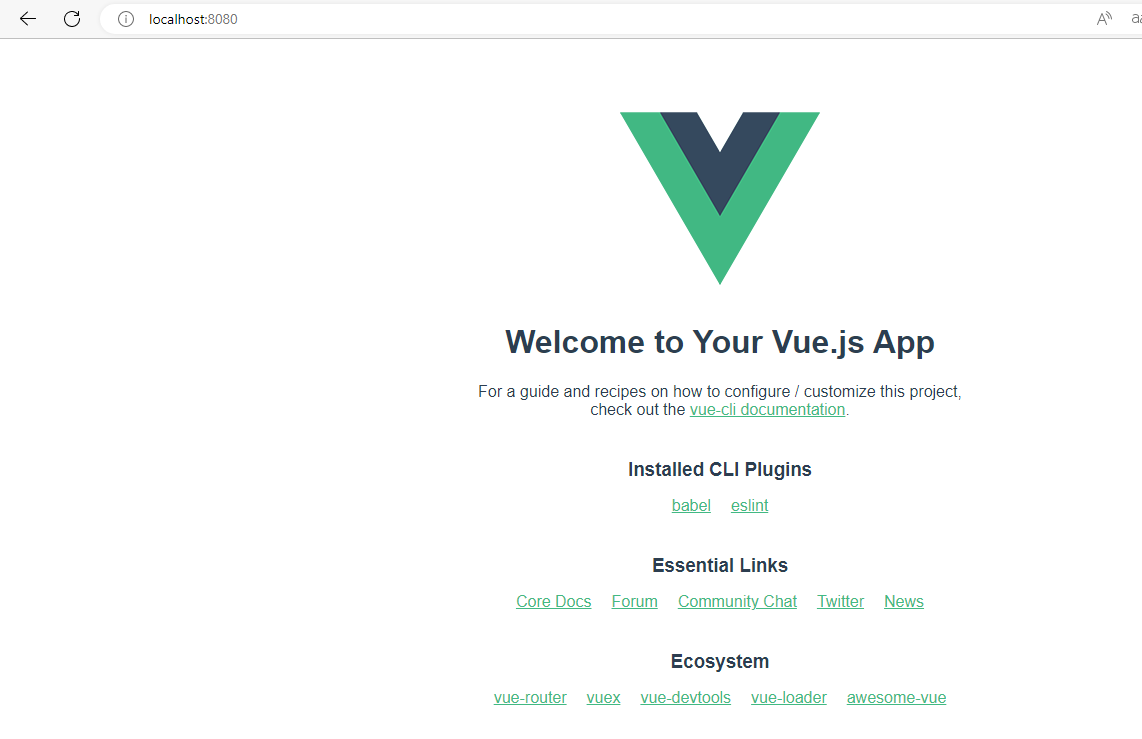 localhost:8080
Welcome to Your Vue.js App
For a guide and recipes on how to configure / customize this project,
check out the vue-cli documentation.
Installed CLI Plugins
babel eslint
Essential Links
Core Docs Forum Community Chat Twitter News
Ecosystem
vue-router vuex vue-devtools vue-loader awesome-vue